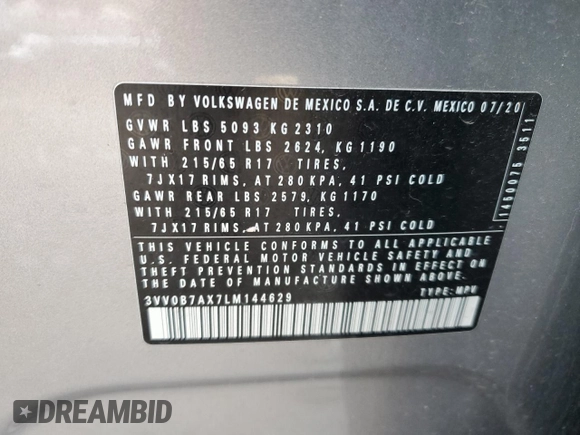 MFD BY VOLKSWAGEN DE MEXICO S.A. DE C.V. MEXICO 07/20
GVWR LBS 5093 KG 2310
GAWR FRONT LBS 2624, KG 1190
WITH 215/65 R17 TIRES,
7JX17 RIMS, AT 280 KPA, 41 PSI COLD
GAWR REAR LBS 2579, KG 1170
WITH 215/65 R17 TIRES,
7JX17 RIMS, AT 280 KPA, 41 PSI COLD
THIS VEHICLE CONFORMS TO ALL APPLICABLE
U.S. FEDERAL MOTOR VEHICLE SAFETY AND
THEFT PREVENTION STANDARDS IN EFFECT ON
THE DATE OF MANUFACTURE SHOWN ABOVE.
3VV0B7AX7LM144629 TYPE: MPV
1450075 3511
DREAMBID